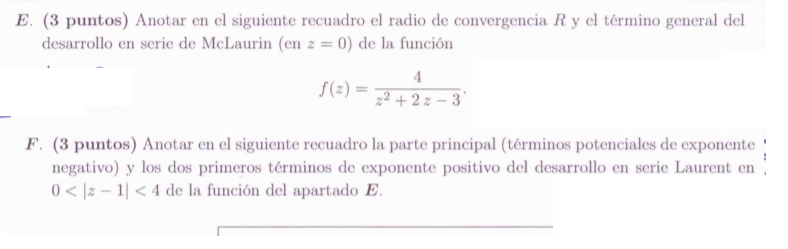 E. (3 puntos) Anotar en el siguiente recuadro el radio de convergencia R y el término general del
desarrollo en serie de McLaurin (en z = 0) de la función
f(z) = 4 / (z² + 2 z − 3).
F. (3 puntos) Anotar en el siguiente recuadro la parte principal (términos potenciales de exponente
negativo) y los dos primeros términos de exponente positivo del desarrollo en serie Laurent en
0 < |z − 1| < 4 de la función del apartado E.